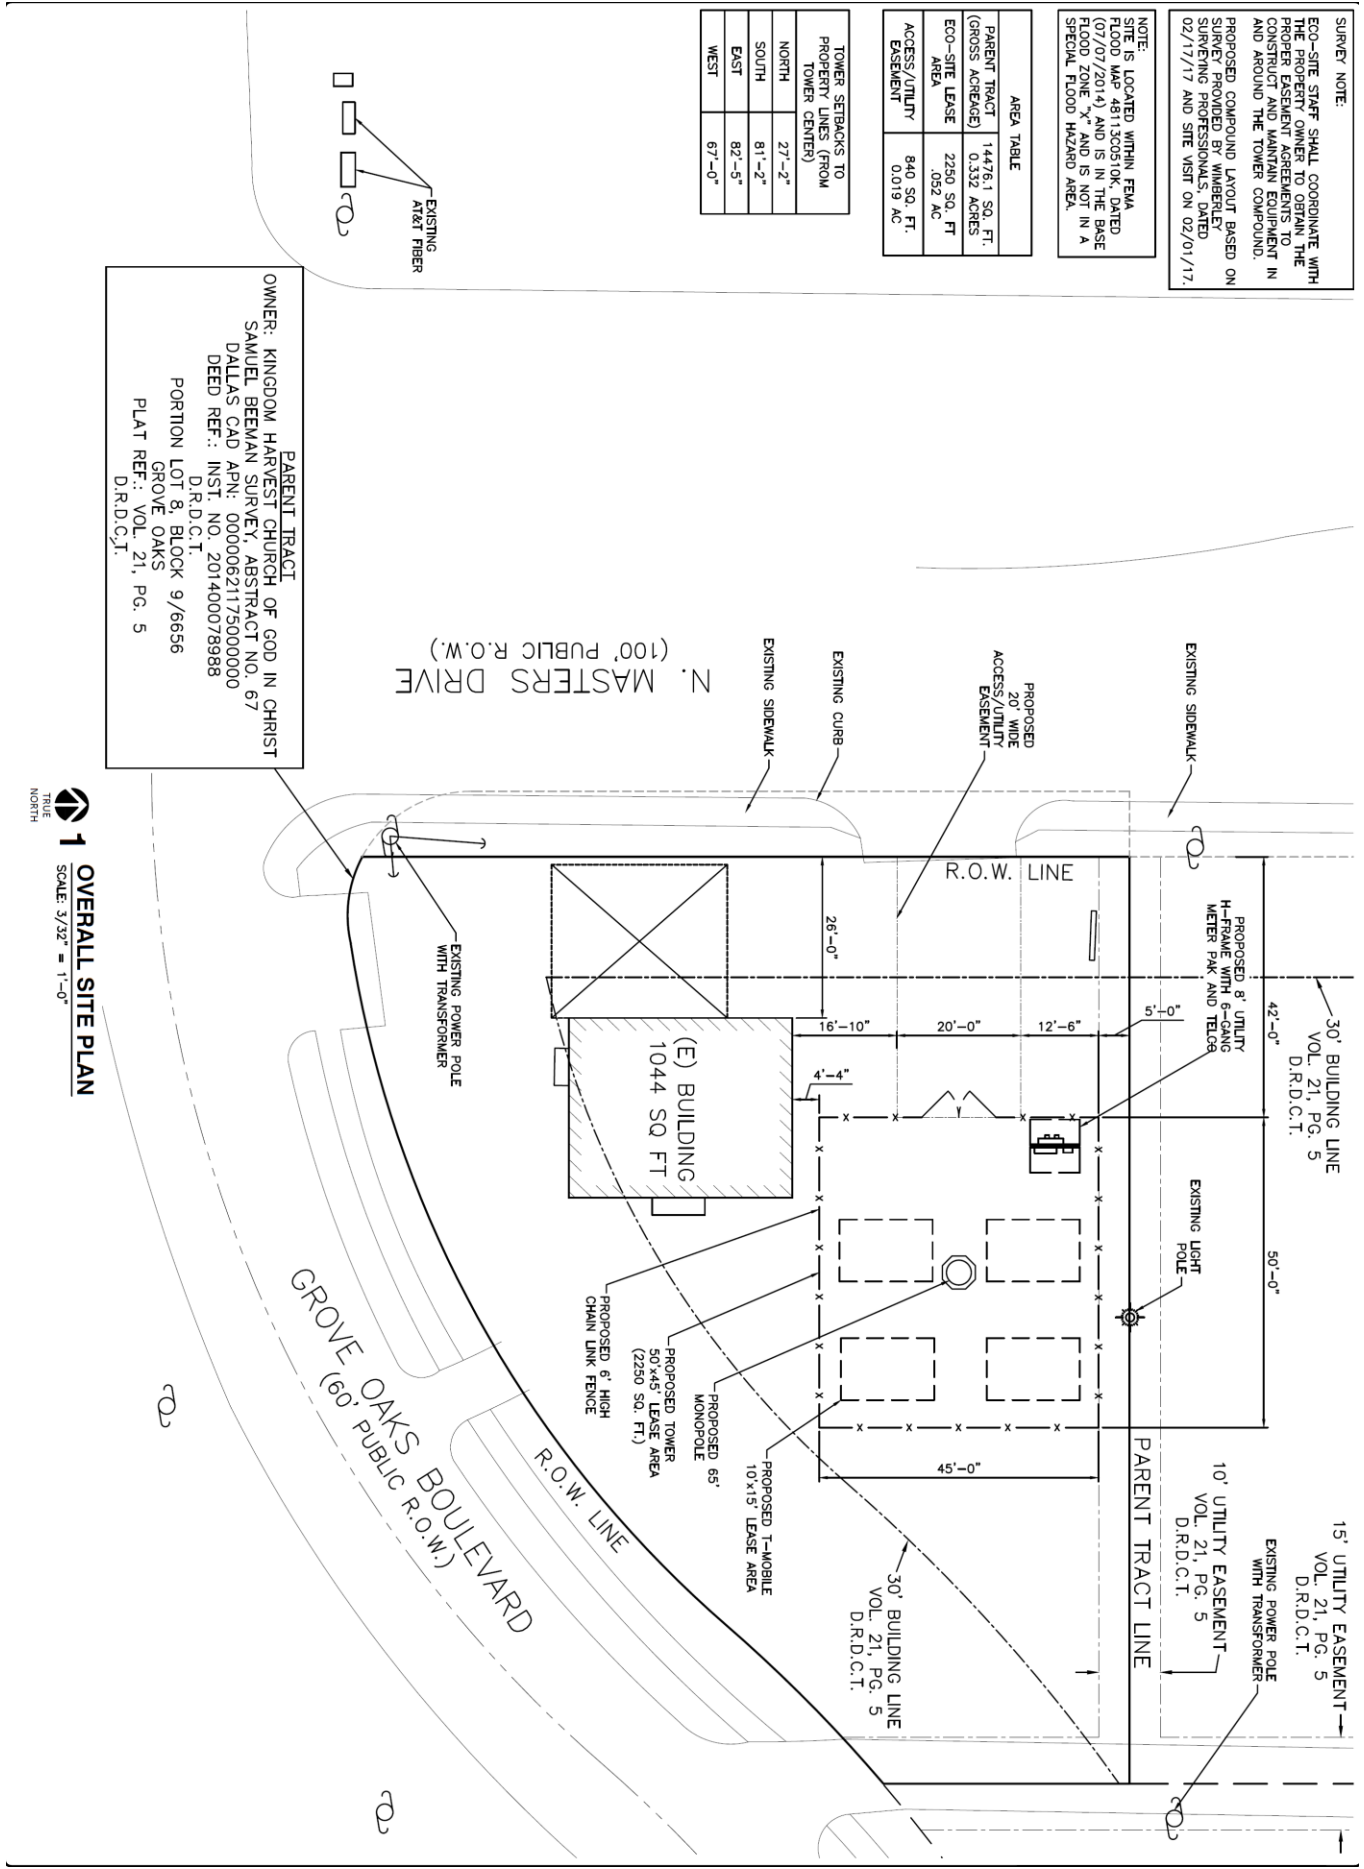 SURVEY NOTE:
ECO-SITE STAFF SHALL COORDINATE WITH
THE PROPERTY OWNER TO OBTAIN THE
PROPER EASEMENT AGREEMENTS TO
CONSTRUCT AND MAINTAIN EQUIPMENT IN
AND AROUND THE TOWER COMPOUND.
PROPOSED COMPOUND LAYOUT BASED ON
SURVEY PROVIDED BY WIMBERLEY
SURVEYING PROFESSIONALS, DATED
02/17/17 AND SITE VISIT ON 02/01/17.
NOTE:
SITE IS LOCATED WITHIN FEMA
FLOOD MAP 48113C0510K, DATED
(07/07/2014) AND IS IN THE BASE
FLOOD ZONE "X" AND IS NOT IN A
SPECIAL FLOOD HAZARD AREA.
AREA TABLE
PARENT TRACT 14476.1 SQ. FT.
(GROSS ACREAGE) 0.332 ACRES
ECO-SITE LEASE 2250 SQ. FT
AREA .052 AC
ACCESS/UTILITY 840 SQ. FT.
EASEMENT 0.019 AC
TOWER SETBACKS TO
PROPERTY LINES (FROM
TOWER CENTER)
NORTH 27'-2"
SOUTH 81'-2"
EAST 82'-5"
WEST 67'-0"
EXISTING
AT&T FIBER
PARENT TRACT
OWNER: KINGDOM HARVEST CHURCH OF GOD IN CHRIST
SAMUEL BEEMAN SURVEY, ABSTRACT NO. 67
DALLAS CAD APN: 00000621175000000
DEED REF.: INST. NO. 201400078988
D.R.D.C.T.
PORTION LOT 8, BLOCK 9/6656
GROVE OAKS
PLAT REF.: VOL. 21, PG. 5
D.R.D.C.T.
N. MASTERS DRIVE
(100' PUBLIC R.O.W.)
EXISTING SIDEWALK
EXISTING CURB
PROPOSED
20' WIDE
ACCESS/UTILITY
EASEMENT
EXISTING SIDEWALK
R.O.W. LINE
PROPOSED 8' UTILITY
H-FRAME WITH 6-GANG
METER PAK AND TELCO
42'-0"
5'-0"
30' BUILDING LINE
VOL. 21, PG. 5
D.R.D.C.T.
26'-0"
16'-10"
20'-0"
12'-6"
4'-4"
EXISTING POWER POLE
WITH TRANSFORMER
(E) BUILDING
1044 SQ FT
EXISTING LIGHT
POLE
50'-0"
PROPOSED 6' HIGH
CHAIN LINK FENCE
PROPOSED TOWER
50'x45' LEASE AREA
(2250 SQ. FT.)
PROPOSED 65'
MONOPOLE
PROPOSED T-MOBILE
10'x15' LEASE AREA
45'-0"
PARENT TRACT LINE
10' UTILITY EASEMENT
VOL. 21, PG. 5
D.R.D.C.T.
15' UTILITY EASEMENT
VOL. 21, PG. 5
D.R.D.C.T.
EXISTING POWER POLE
WITH TRANSFORMER
30' BUILDING LINE
VOL. 21, PG. 5
D.R.D.C.T.
R.O.W. LINE
GROVE OAKS BOULEVARD
(60' PUBLIC R.O.W.)
TRUE
NORTH
1 OVERALL SITE PLAN
SCALE: 3/32" = 1'-0"